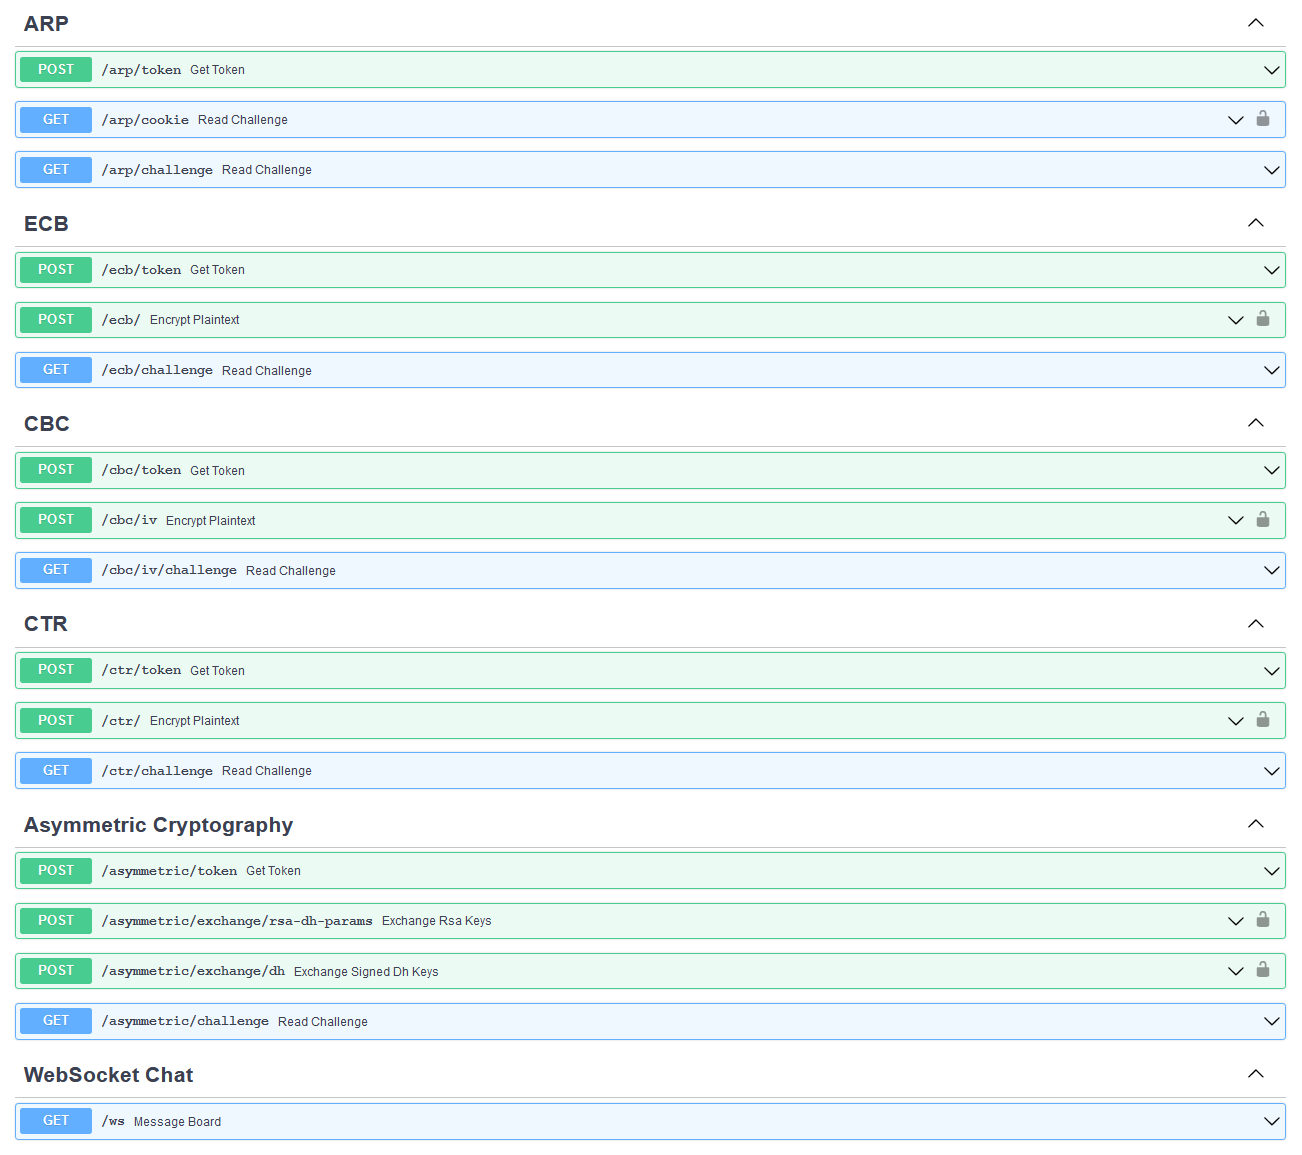 ARP
POST /arp/token Get Token
GET /arp/cookie Read Challenge
GET /arp/challenge Read Challenge
ECB
POST /ecb/token Get Token
POST /ecb/ Encrypt Plaintext
GET /ecb/challenge Read Challenge
CBC
POST /cbc/token Get Token
POST /cbc/iv Encrypt Plaintext
GET /cbc/iv/challenge Read Challenge
CTR
POST /ctr/token Get Token
POST /ctr/ Encrypt Plaintext
GET /ctr/challenge Read Challenge
Asymmetric Cryptography
POST /asymmetric/token Get Token
POST /asymmetric/exchange/rsa-dh-params Exchange Rsa Keys
POST /asymmetric/exchange/dh Exchange Signed Dh Keys
GET /asymmetric/challenge Read Challenge
WebSocket Chat
GET /ws Message Board